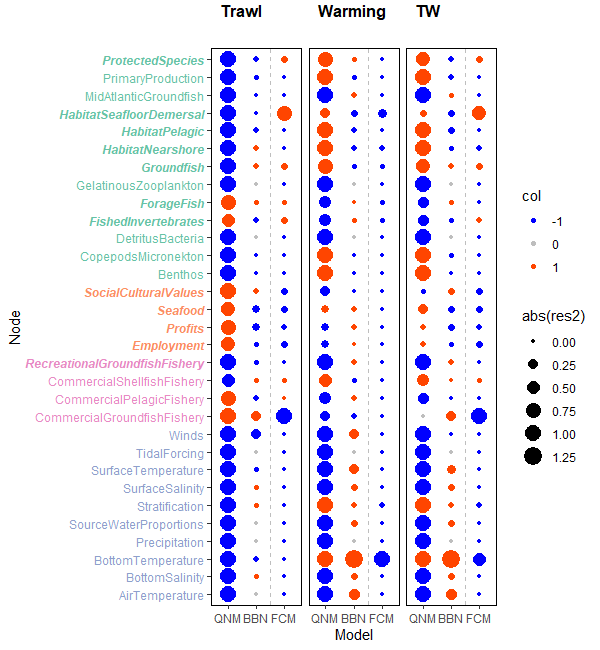 Trawl Warming TW
ProtectedSpecies
PrimaryProduction
MidAtlanticGroundfish
HabitatSeafloorDemersal
HabitatPelagic
HabitatNearshore
Groundfish
GelatinousZooplankton
ForageFish
FishedInvertebrates
DetritusBacteria
CopepodsMicronekton
Benthos
SocialCulturalValues
Seafood
Profits
Employment
RecreationalGroundfishFishery
CommercialShellfishFishery
CommercialPelagicFishery
CommercialGroundfishFishery
Winds
TidalForcing
SurfaceTemperature
SurfaceSalinity
Stratification
SourceWaterProportions
Precipitation
BottomTemperature
BottomSalinity
AirTemperature
Node
QNM BBN FCM QNM BBN FCM QNM BBN FCM
Model
col
-1
0
1
abs(res2)
0.00
0.25
0.50
0.75
1.00
1.25